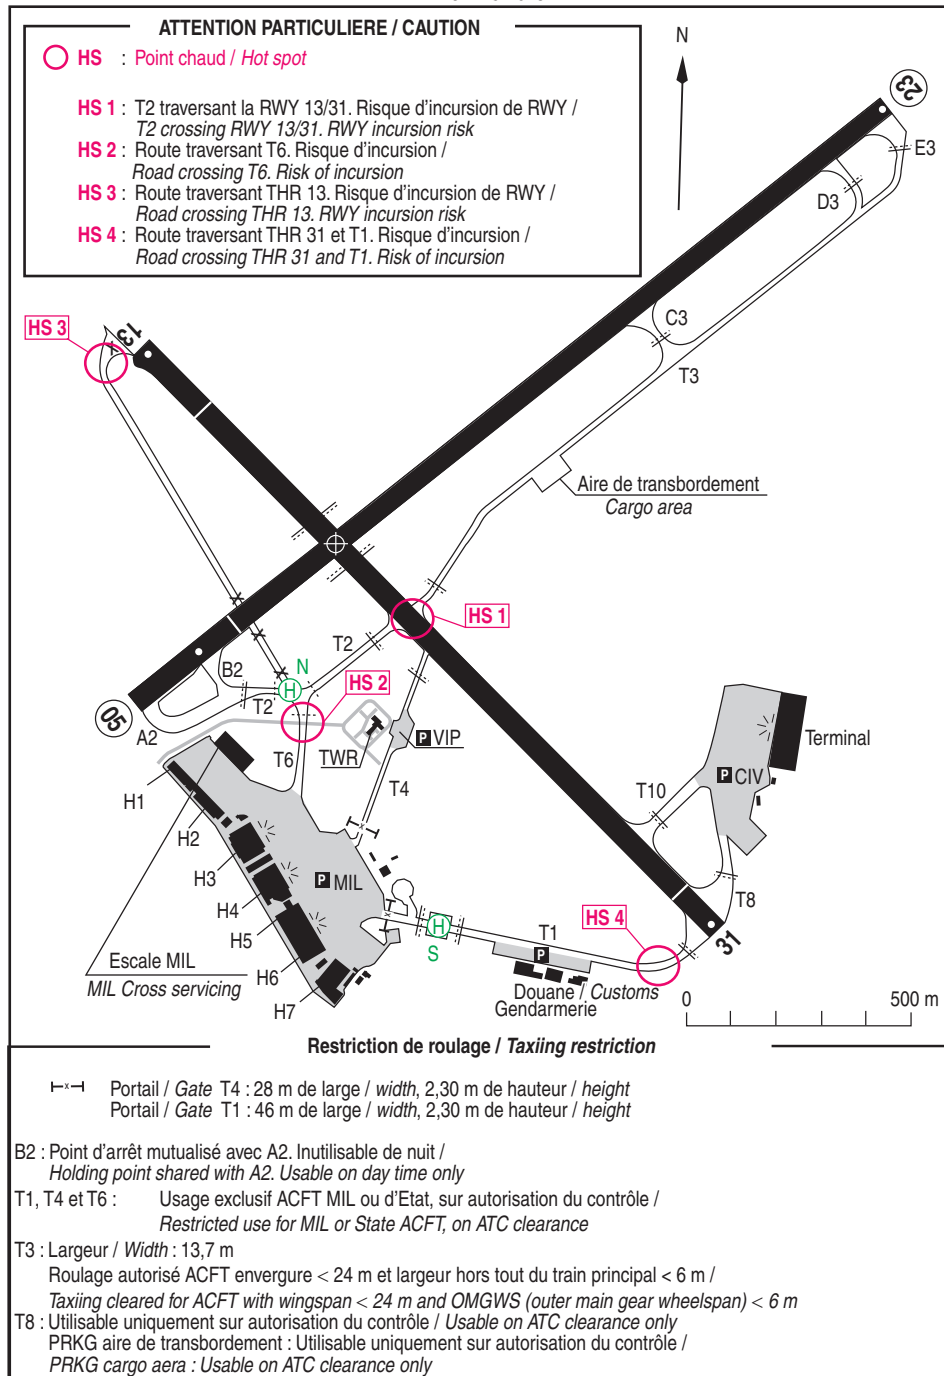 ATTENTION PARTICULIERE / CAUTION
HS : Point chaud / Hot spot
HS 1 : T2 traversant la RWY 13/31. Risque d'incursion de RWY /
T2 crossing RWY 13/31. RWY incursion risk
HS 2 : Route traversant T6. Risque d'incursion /
Road crossing T6. Risk of incursion
HS 3 : Route traversant THR 13. Risque d'incursion de RWY /
Road crossing THR 13. RWY incursion risk
HS 4 : Route traversant THR 31 et T1. Risque d'incursion /
Road crossing THR 31 and T1. Risk of incursion
N
23
E3
D3
C3
T3
HS 3
13
Aire de transbordement
Cargo area
HS 1
T2
B2
N
H
HS 2
T2
05
A2
P VIP
TWR
T6
T4
Terminal
P CIV
T10
H1
H2
H3
P MIL
H4
H5
H6
H7
T8
HS 4
31
H
S
T1
P
Escale MIL
MIL Cross servicing
Douane / Customs
Gendarmerie
0 500 m
Restriction de roulage / Taxiing restriction
x Portail / Gate T4 : 28 m de large / width, 2,30 m de hauteur / height
Portail / Gate T1 : 46 m de large / width, 2,30 m de hauteur / height
B2 : Point d'arrêt mutualisé avec A2. Inutilisable de nuit /
Holding point shared with A2. Usable on day time only
T1, T4 et T6 : Usage exclusif ACFT MIL ou d'Etat, sur autorisation du contrôle /
Restricted use for MIL or State ACFT, on ATC clearance
T3 : Largeur / Width : 13,7 m
Roulage autorisé ACFT envergure < 24 m et largeur hors tout du train principal < 6 m /
Taxiing cleared for ACFT with wingspan < 24 m and OMGWS (outer main gear wheelspan) < 6 m
T8 : Utilisable uniquement sur autorisation du contrôle / Usable on ATC clearance only
PRKG aire de transbordement : Utilisable uniquement sur autorisation du contrôle /
PRKG cargo aera : Usable on ATC clearance only